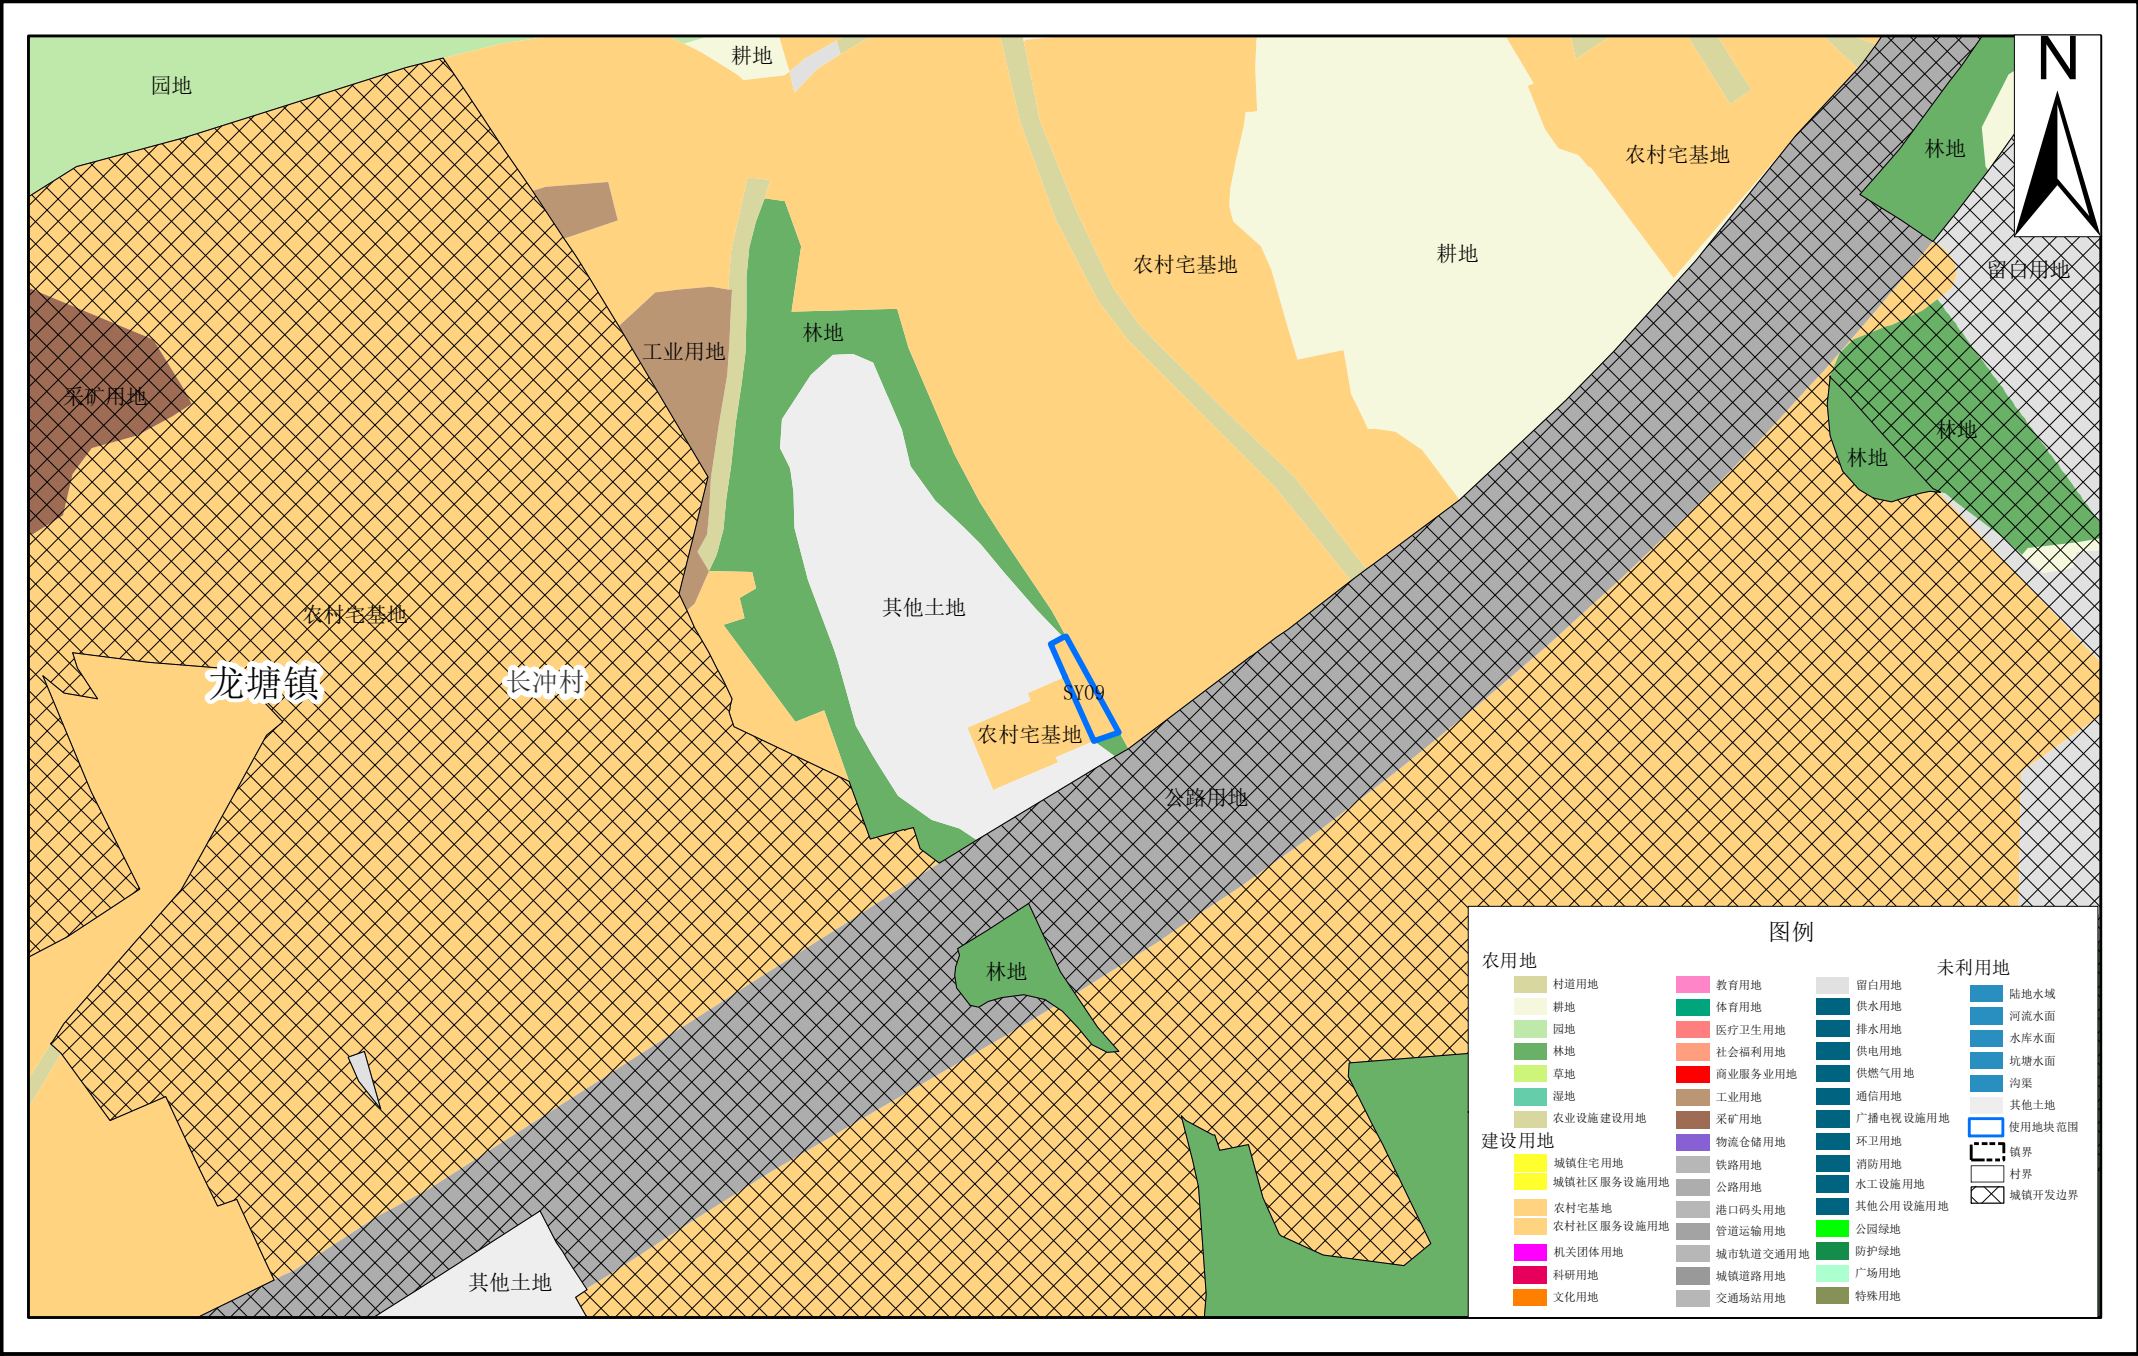 N
耕地
园地
林地
农村宅基地
耕地
农村宅基地
留白用地
林地
工业用地
采矿用地
林地
林地
其他土地
农村宅基地
龙塘镇
长冲村
SY09
农村宅基地
公路用地
林地
其他土地
图例
农用地
村道用地
耕地
园地
林地
草地
湿地
农业设施建设用地
建设用地
城镇住宅用地
城镇社区服务设施用地
农村宅基地
农村社区服务设施用地
机关团体用地
科研用地
文化用地
教育用地
体育用地
医疗卫生用地
社会福利用地
商业服务业用地
工业用地
采矿用地
物流仓储用地
铁路用地
公路用地
港口码头用地
管道运输用地
城市轨道交通用地
城镇道路用地
交通场站用地
留白用地
供水用地
排水用地
供电用地
供燃气用地
通信用地
广播电视设施用地
环卫用地
消防用地
水工设施用地
其他公用设施用地
公园绿地
防护绿地
广场用地
特殊用地
未利用地
陆地水域
河流水面
水库水面
坑塘水面
沟渠
其他土地
使用地块范围
镇界
村界
城镇开发边界